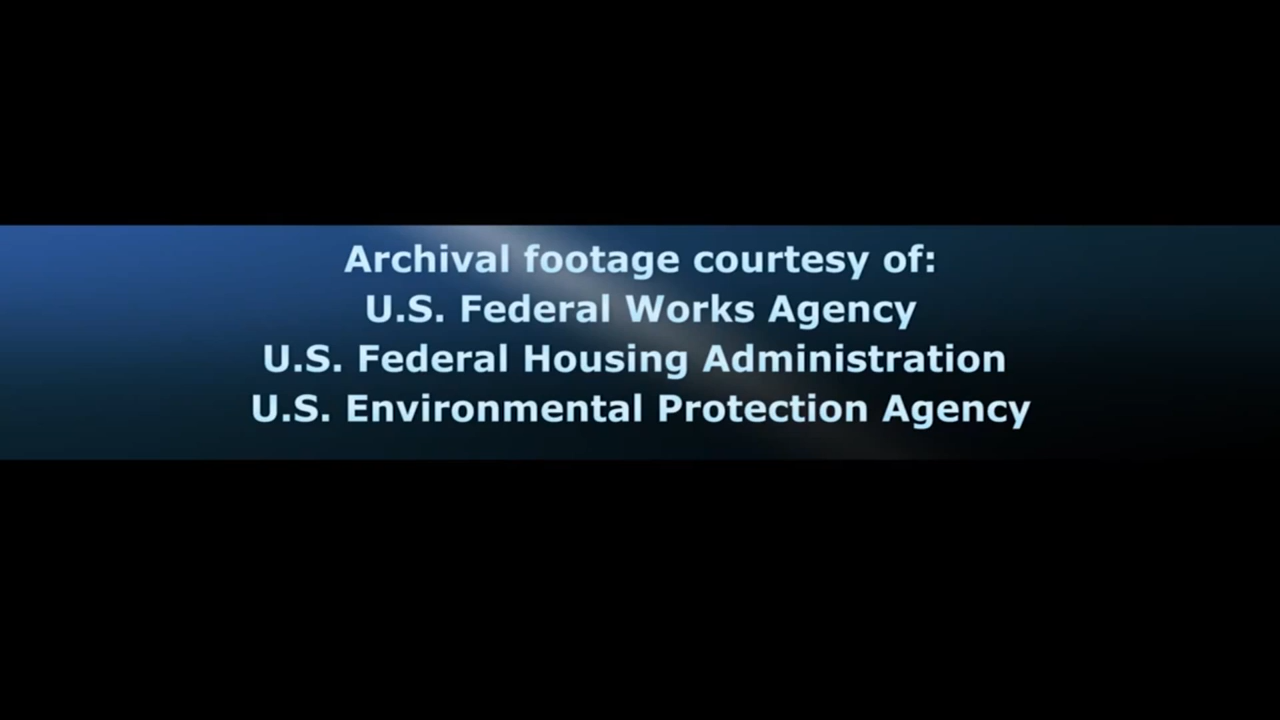 Archival footage courtesy of:
U.S. Federal Works Agency
U.S. Federal Housing Administration
U.S. Environmental Protection Agency